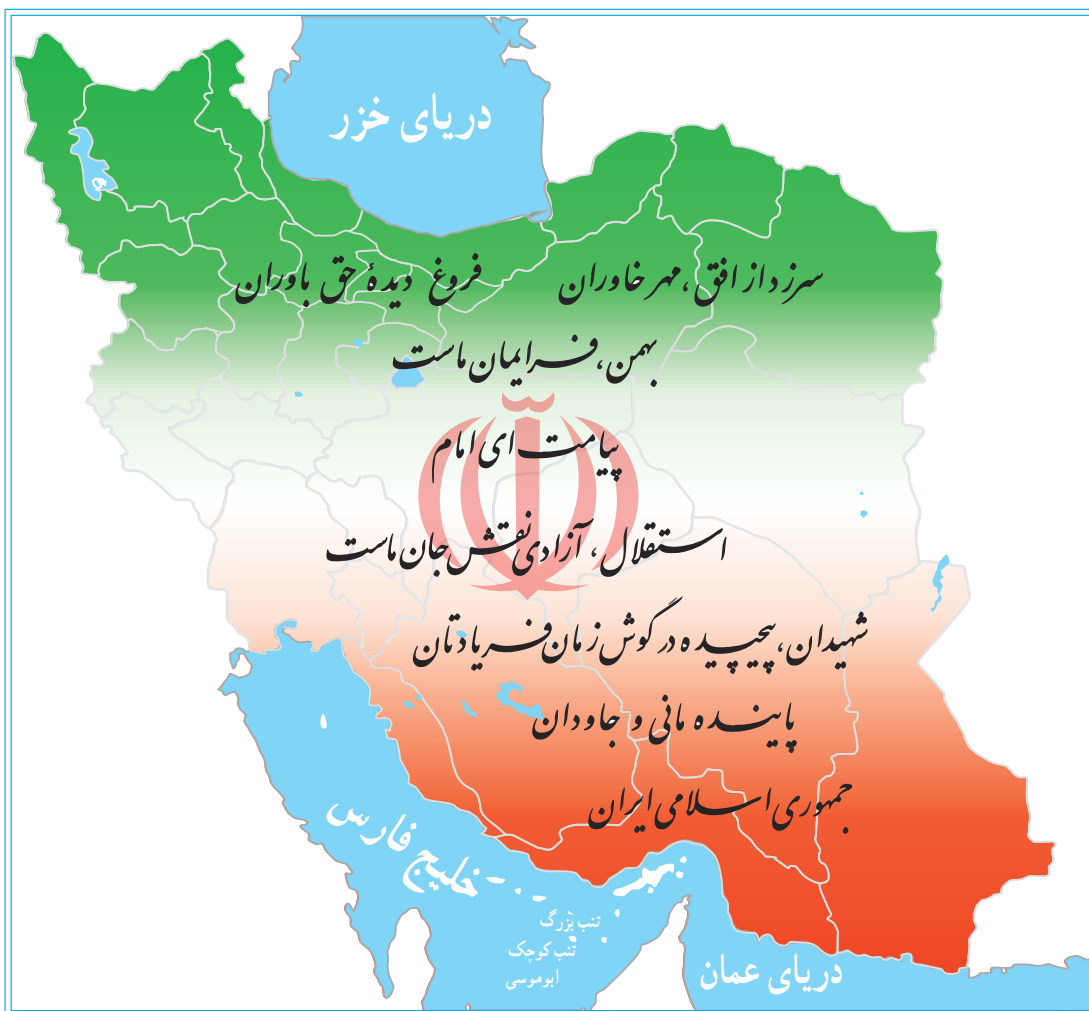 دریای خزر
سر زد از افق، مهر خاوران فروغ دیدهٔ حق باوران
بهمن، فر ایمان ماست
پیامت ای امام
استقلال، آزادی نقش جان ماست
شهیدان، پیچیده در گوش زمان فریادتان
پاینده مانی و جاودان
جمهوری اسلامی ایران
خلیج فارس
تنب بزرگ
تنب کوچک
ابوموسی
دریای عمان